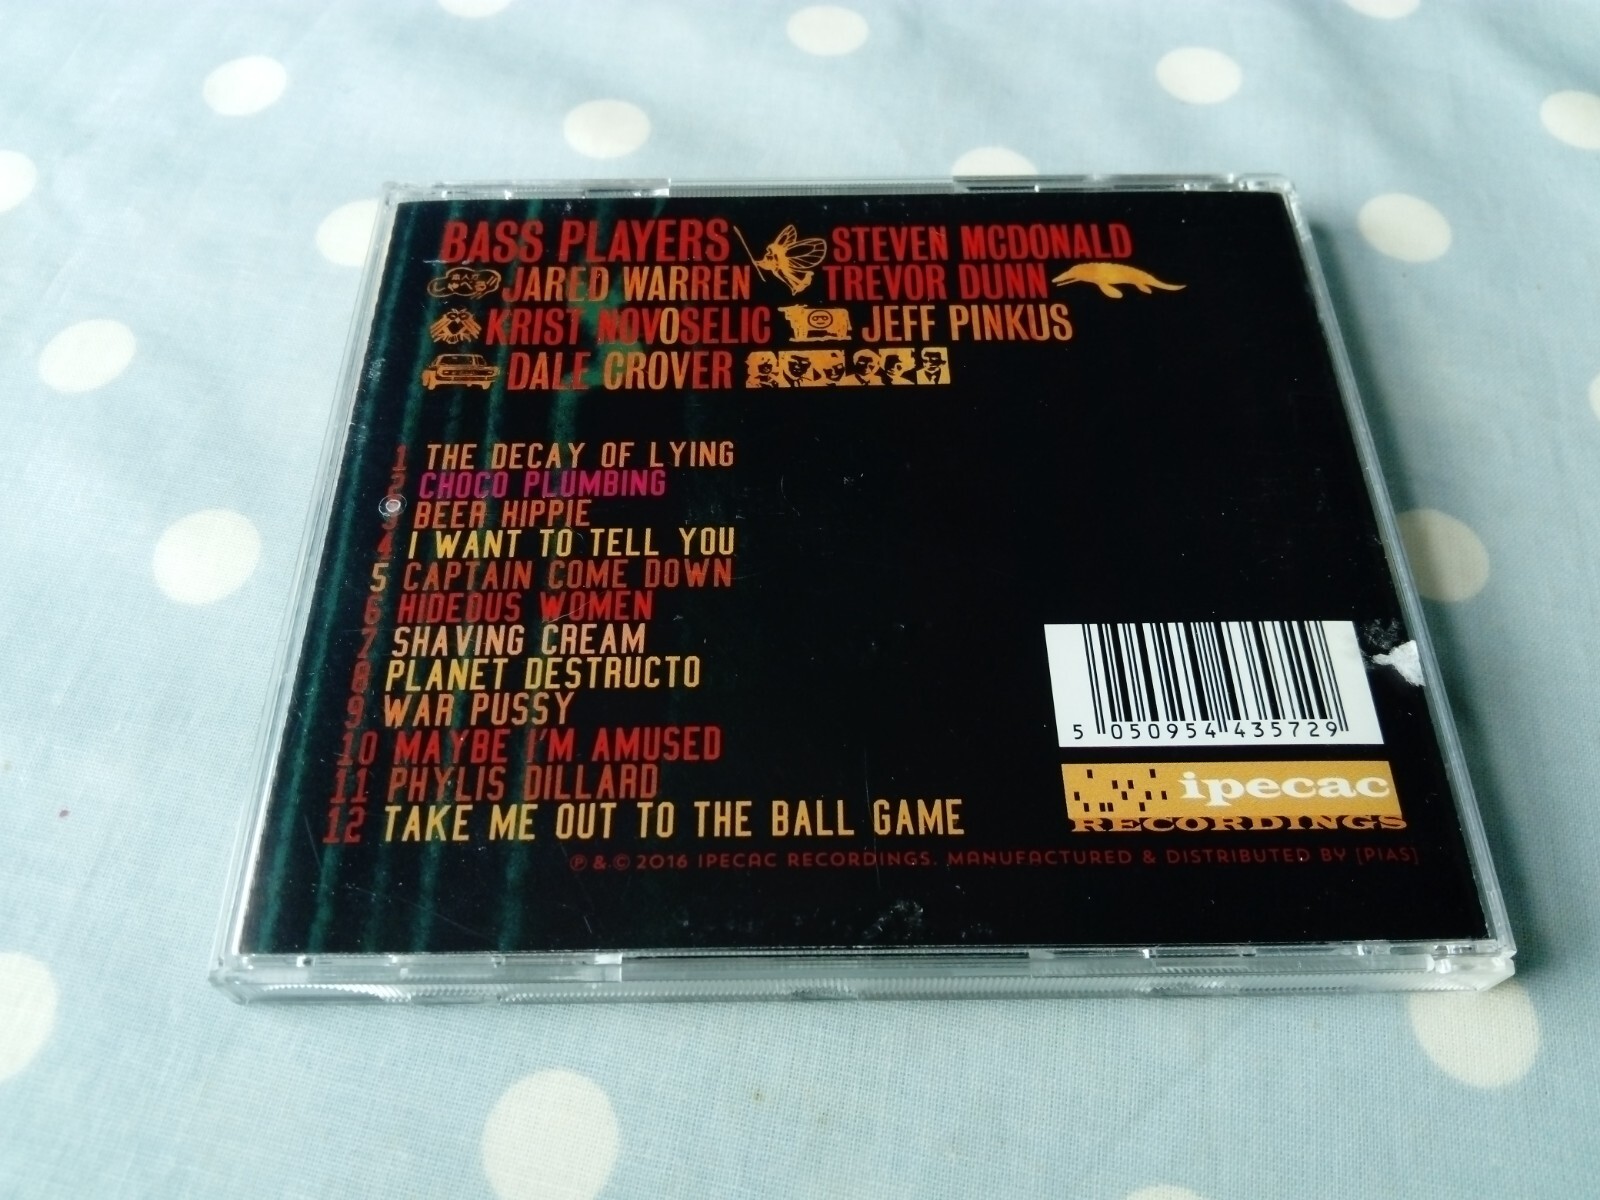 BASS PLAYERS STEVEN MCDONALD
JARED WARREN TREVOR DUNN
KRIST NOVOSELIC JEFF PINKUS
DALE CROVER
1 THE DECAY OF LYING
2 CHOCO PLUMBING
3 BEER HIPPIE
4 I WANT TO TELL YOU
5 CAPTAIN COME DOWN
6 HIDEOUS WOMEN
7 SHAVING CREAM
8 PLANET DESTRUCTO
9 WAR PUSSY
10 MAYBE I'M AMUSED
11 PHYLIS DILLARD
12 TAKE ME OUT TO THE BALL GAME
5 050954 435729
ipecac
RECORDINGS
℗ & © 2016 IPECAC RECORDINGS. MANUFACTURED & DISTRIBUTED BY [PIAS]